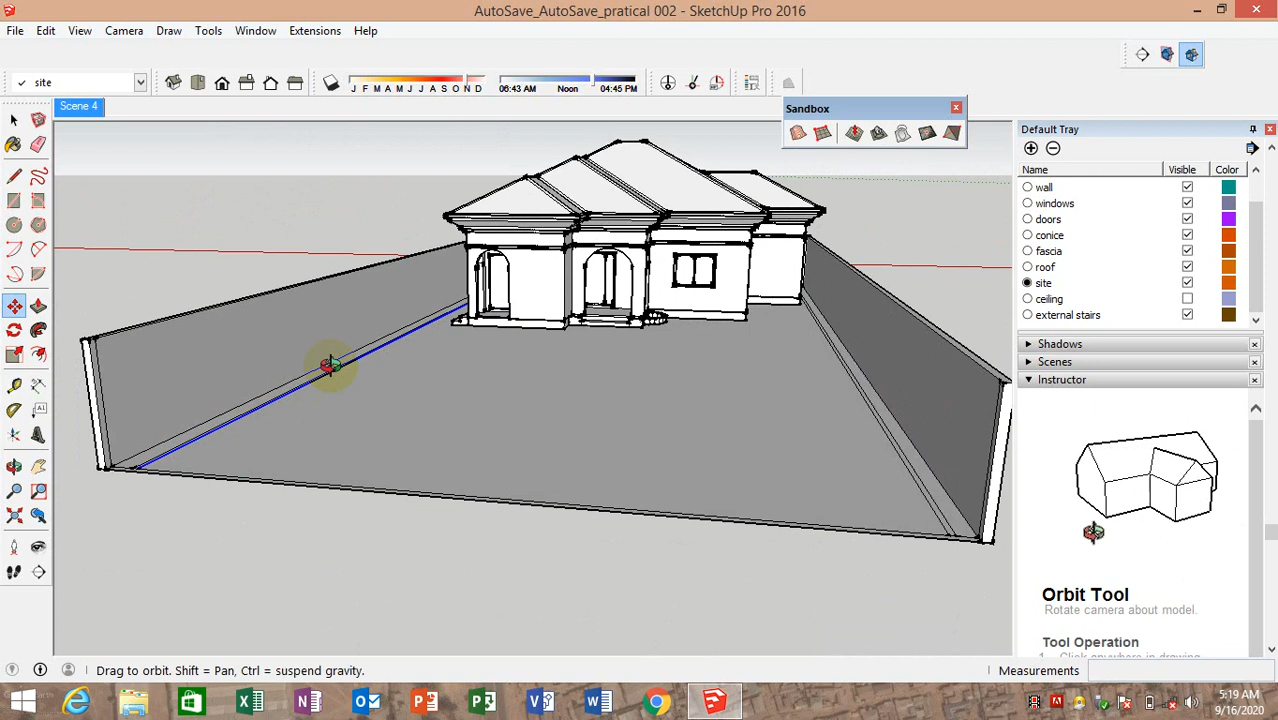 AutoSave_AutoSave_pratical 002 - SketchUp Pro 2016
File Edit View Camera Draw Tools Window Extensions Help
site
J F M A M J J A S O N D
06:43 AM Noon 04:45 PM
Scene 4
Sandbox
Default Tray
Name Visible Color
wall
windows
doors
conice
fascia
roof
site
ceiling
external stairs
Shadows
Scenes
Instructor
Orbit Tool
Rotate camera about model.
Tool Operation
Drag to orbit. Shift = Pan, Ctrl = suspend gravity.
Measurements
5:19 AM
9/16/2020